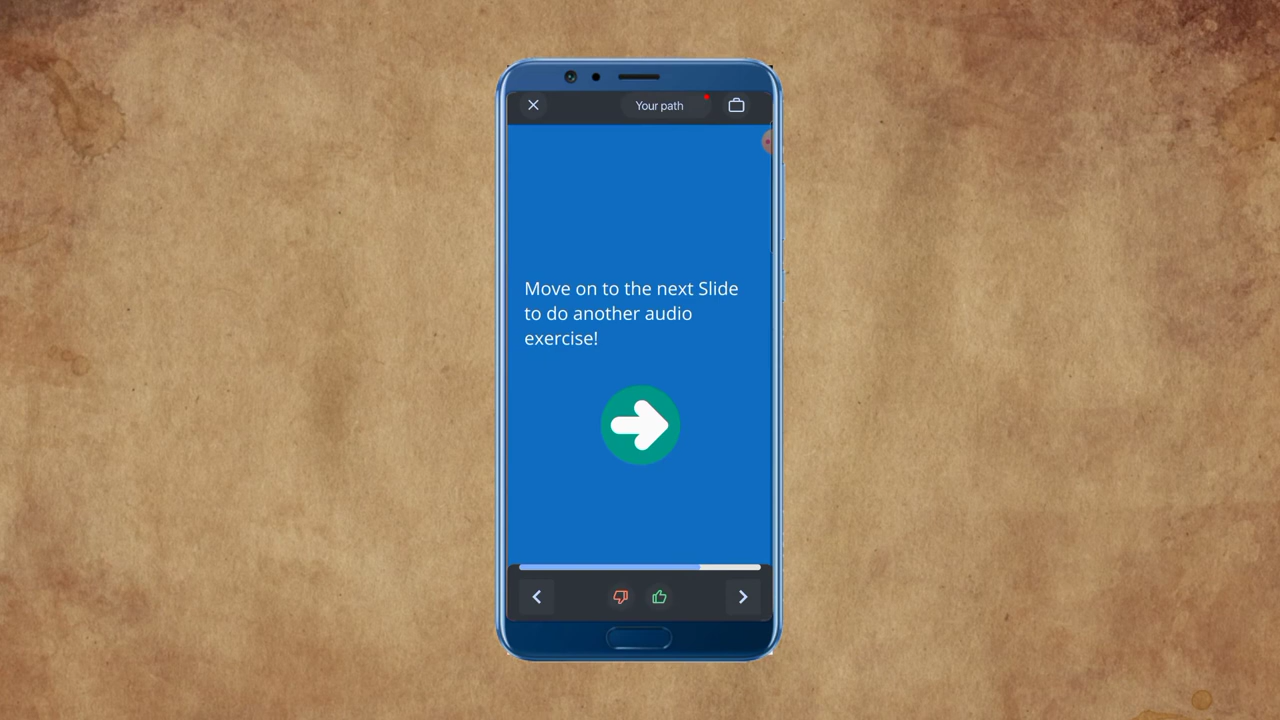 Your path
Move on to the next Slide
to do another audio
exercise!